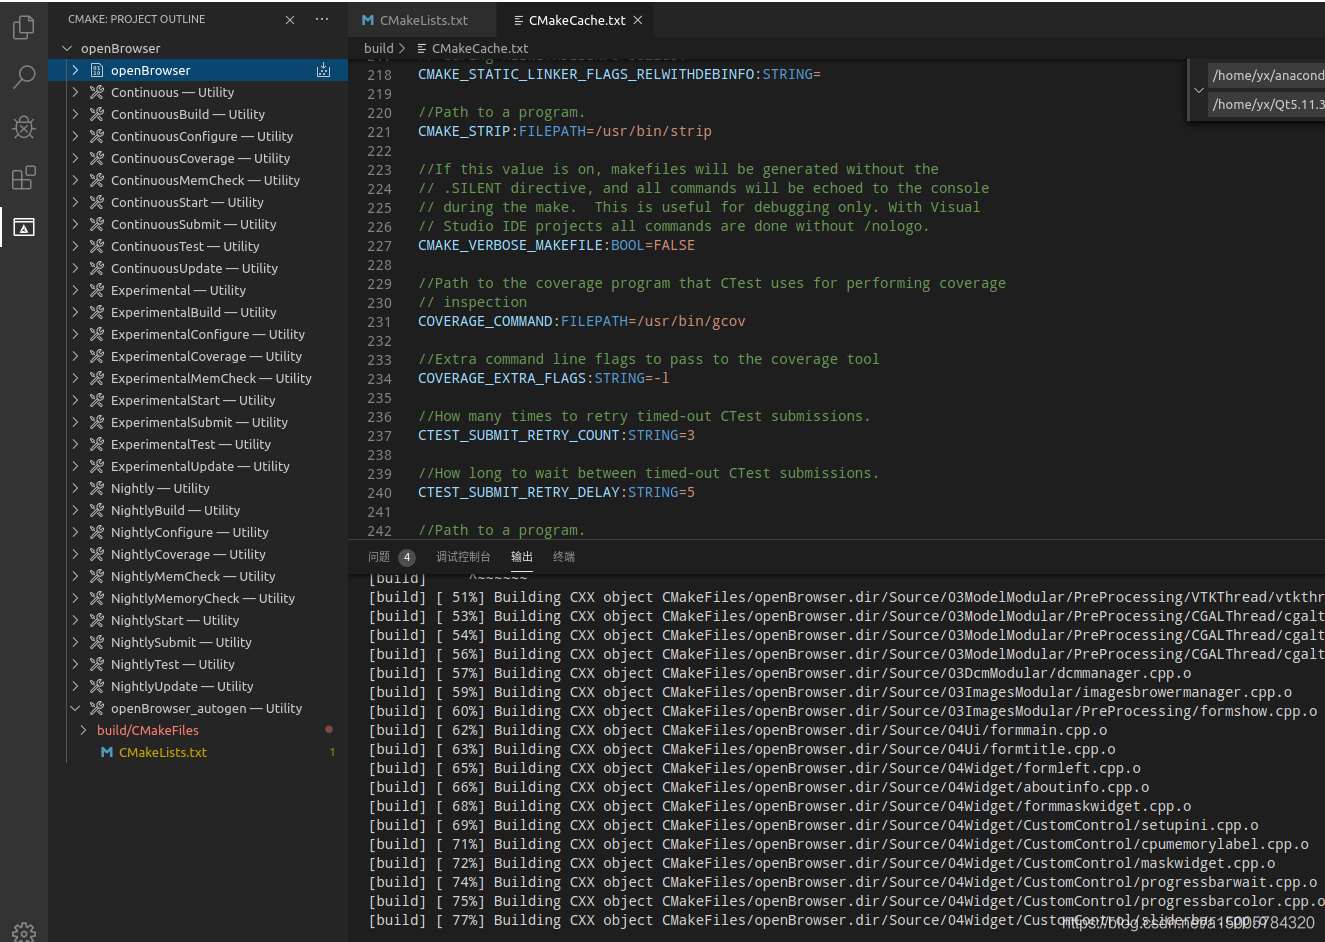 CMAKE: PROJECT OUTLINE
openBrowser
openBrowser
Continuous — Utility
ContinuousBuild — Utility
ContinuousConfigure — Utility
ContinuousCoverage — Utility
ContinuousMemCheck — Utility
ContinuousStart — Utility
ContinuousSubmit — Utility
ContinuousTest — Utility
ContinuousUpdate — Utility
Experimental — Utility
ExperimentalBuild — Utility
ExperimentalConfigure — Utility
ExperimentalCoverage — Utility
ExperimentalMemCheck — Utility
ExperimentalStart — Utility
ExperimentalSubmit — Utility
ExperimentalTest — Utility
ExperimentalUpdate — Utility
Nightly — Utility
NightlyBuild — Utility
NightlyConfigure — Utility
NightlyCoverage — Utility
NightlyMemCheck — Utility
NightlyMemoryCheck — Utility
NightlyStart — Utility
NightlySubmit — Utility
NightlyTest — Utility
NightlyUpdate — Utility
openBrowser_autogen — Utility
build/CMakeFiles
M CMakeLists.txt 1
M CMakeLists.txt CMakeCache.txt
build > CMakeCache.txt
218 CMAKE_STATIC_LINKER_FLAGS_RELWITHDEBINFO:STRING=
219
220 //Path to a program.
221 CMAKE_STRIP:FILEPATH=/usr/bin/strip
222
223 //If this value is on, makefiles will be generated without the
224 // .SILENT directive, and all commands will be echoed to the console
225 // during the make.  This is useful for debugging only. With Visual
226 // Studio IDE projects all commands are done without /nologo.
227 CMAKE_VERBOSE_MAKEFILE:BOOL=FALSE
228
229 //Path to the coverage program that CTest uses for performing coverage
230 // inspection
231 COVERAGE_COMMAND:FILEPATH=/usr/bin/gcov
232
233 //Extra command line flags to pass to the coverage tool
234 COVERAGE_EXTRA_FLAGS:STRING=-l
235
236 //How many times to retry timed-out CTest submissions.
237 CTEST_SUBMIT_RETRY_COUNT:STRING=3
238
239 //How long to wait between timed-out CTest submissions.
240 CTEST_SUBMIT_RETRY_DELAY:STRING=5
241
242 //Path to a program.
/home/yx/anacond
/home/yx/Qt5.11.3
问题 4 调试控制台 输出 终端
[build] ^~~~~~~
[build] [ 51%] Building CXX object CMakeFiles/openBrowser.dir/Source/03ModelModular/PreProcessing/VTKThread/vtkthr
[build] [ 53%] Building CXX object CMakeFiles/openBrowser.dir/Source/03ModelModular/PreProcessing/CGALThread/cgalt
[build] [ 54%] Building CXX object CMakeFiles/openBrowser.dir/Source/03ModelModular/PreProcessing/CGALThread/cgalt
[build] [ 56%] Building CXX object CMakeFiles/openBrowser.dir/Source/03ModelModular/PreProcessing/CGALThread/cgalt
[build] [ 57%] Building CXX object CMakeFiles/openBrowser.dir/Source/03DcmModular/dcmmanager.cpp.o
[build] [ 59%] Building CXX object CMakeFiles/openBrowser.dir/Source/03ImagesModular/imagesbrowermanager.cpp.o
[build] [ 60%] Building CXX object CMakeFiles/openBrowser.dir/Source/03ImagesModular/PreProcessing/formshow.cpp.o
[build] [ 62%] Building CXX object CMakeFiles/openBrowser.dir/Source/04Ui/formmain.cpp.o
[build] [ 63%] Building CXX object CMakeFiles/openBrowser.dir/Source/04Ui/formtitle.cpp.o
[build] [ 65%] Building CXX object CMakeFiles/openBrowser.dir/Source/04Widget/formleft.cpp.o
[build] [ 66%] Building CXX object CMakeFiles/openBrowser.dir/Source/04Widget/aboutinfo.cpp.o
[build] [ 68%] Building CXX object CMakeFiles/openBrowser.dir/Source/04Widget/formmaskwidget.cpp.o
[build] [ 69%] Building CXX object CMakeFiles/openBrowser.dir/Source/04Widget/CustomControl/setupini.cpp.o
[build] [ 71%] Building CXX object CMakeFiles/openBrowser.dir/Source/04Widget/CustomControl/cpumemorylabel.cpp.o
[build] [ 72%] Building CXX object CMakeFiles/openBrowser.dir/Source/04Widget/CustomControl/maskwidget.cpp.o
[build] [ 74%] Building CXX object CMakeFiles/openBrowser.dir/Source/04Widget/CustomControl/progressbarwait.cpp.o
[build] [ 75%] Building CXX object CMakeFiles/openBrowser.dir/Source/04Widget/CustomControl/progressbarcolor.cpp.o
[build] [ 77%] Building CXX object CMakeFiles/openBrowser.dir/Source/04Widget/CustomControl/sliderbar.cpp.o
https://blog.csdn.net/a15005784320